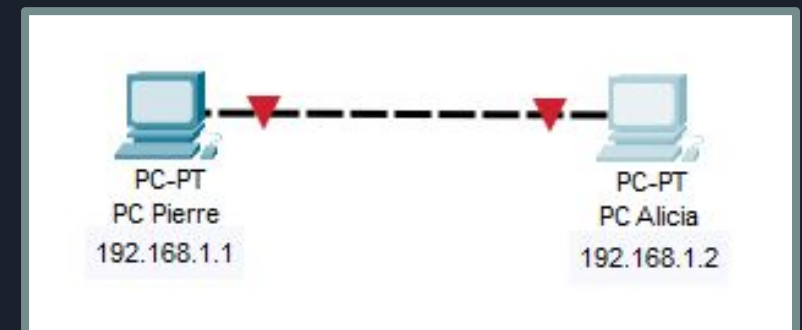 PC-PT
PC Pierre
192.168.1.1
PC-PT
PC Alicia
192.168.1.2